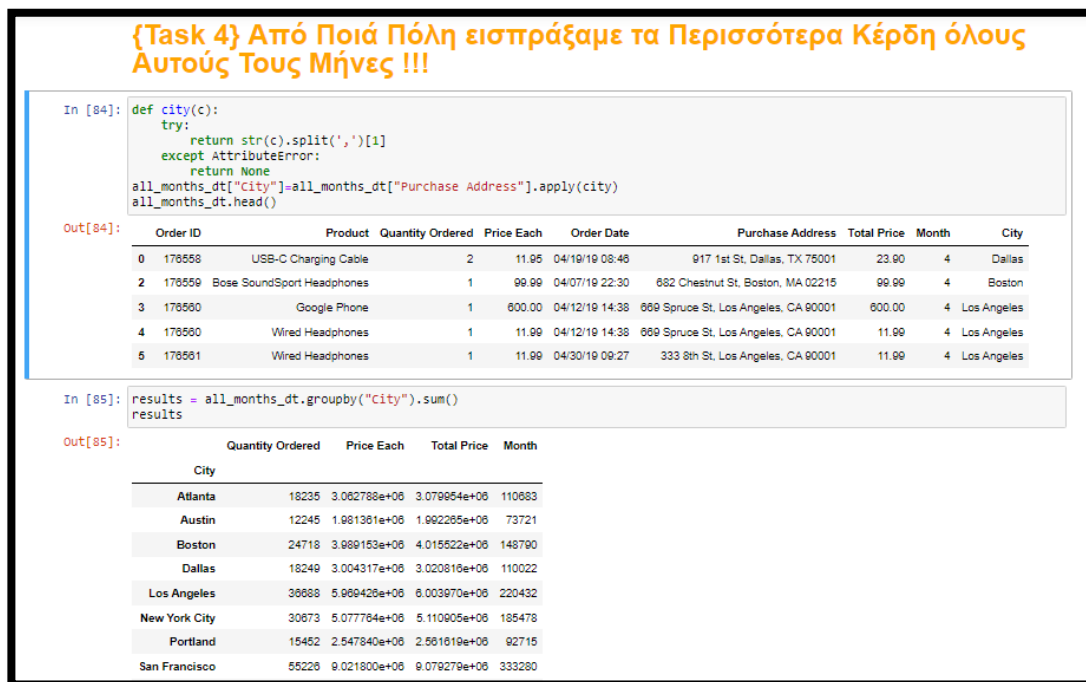 {Task 4} Από Ποιά Πόλη εισπράξαμε τα Περισσότερα Κέρδη όλους
Αυτούς Τους Μήνες !!!
In [84]: def city(c):
try:
return str(c).split(',')[1]
except AttributeError:
return None
all_months_dt["City"]=all_months_dt["Purchase Address"].apply(city)
all_months_dt.head()
Out[84]:
Order ID Product Quantity Ordered Price Each Order Date Purchase Address Total Price Month City
0 176558 USB-C Charging Cable 2 11.95 04/19/19 08:46 917 1st St, Dallas, TX 75001 23.90 4 Dallas
2 176559 Bose SoundSport Headphones 1 99.99 04/07/19 22:30 682 Chestnut St, Boston, MA 02215 99.99 4 Boston
3 176560 Google Phone 1 600.00 04/12/19 14:38 669 Spruce St, Los Angeles, CA 90001 600.00 4 Los Angeles
4 176560 Wired Headphones 1 11.99 04/12/19 14:38 669 Spruce St, Los Angeles, CA 90001 11.99 4 Los Angeles
5 176561 Wired Headphones 1 11.99 04/30/19 09:27 333 8th St, Los Angeles, CA 90001 11.99 4 Los Angeles
In [85]: results = all_months_dt.groupby("City").sum()
results
Out[85]:
Quantity Ordered Price Each Total Price Month
City
Atlanta 18235 3.062788e+06 3.079954e+06 110683
Austin 12245 1.981361e+06 1.992265e+06 73721
Boston 24718 3.989153e+06 4.015522e+06 148790
Dallas 18249 3.004317e+06 3.020816e+06 110022
Los Angeles 36688 5.969426e+06 6.003970e+06 220432
New York City 30673 5.077764e+06 5.110905e+06 185478
Portland 15452 2.547840e+06 2.561619e+06 92715
San Francisco 55226 9.021800e+06 9.079279e+06 333280